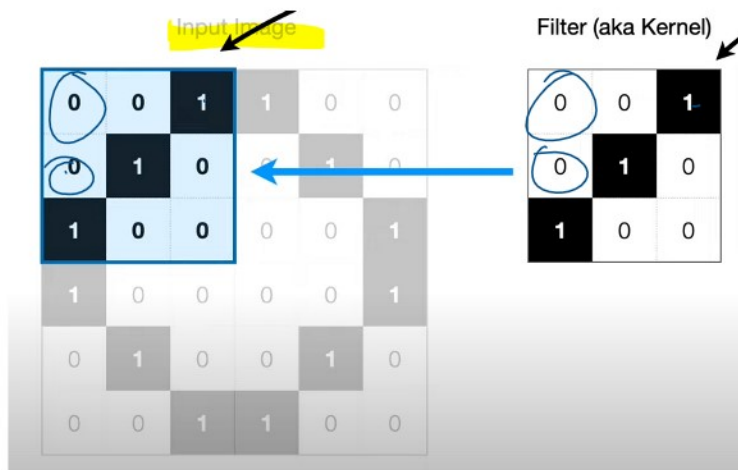 Input Image
Filter (aka Kernel)
0 0 1 1 0 0
0 0 1
0 1 0 0 1 0
0 1 0
1 0 0 0 0 1
1 0 0
1 0 0 0 0 1
0 1 0 0 1 0
0 0 1 1 0 0